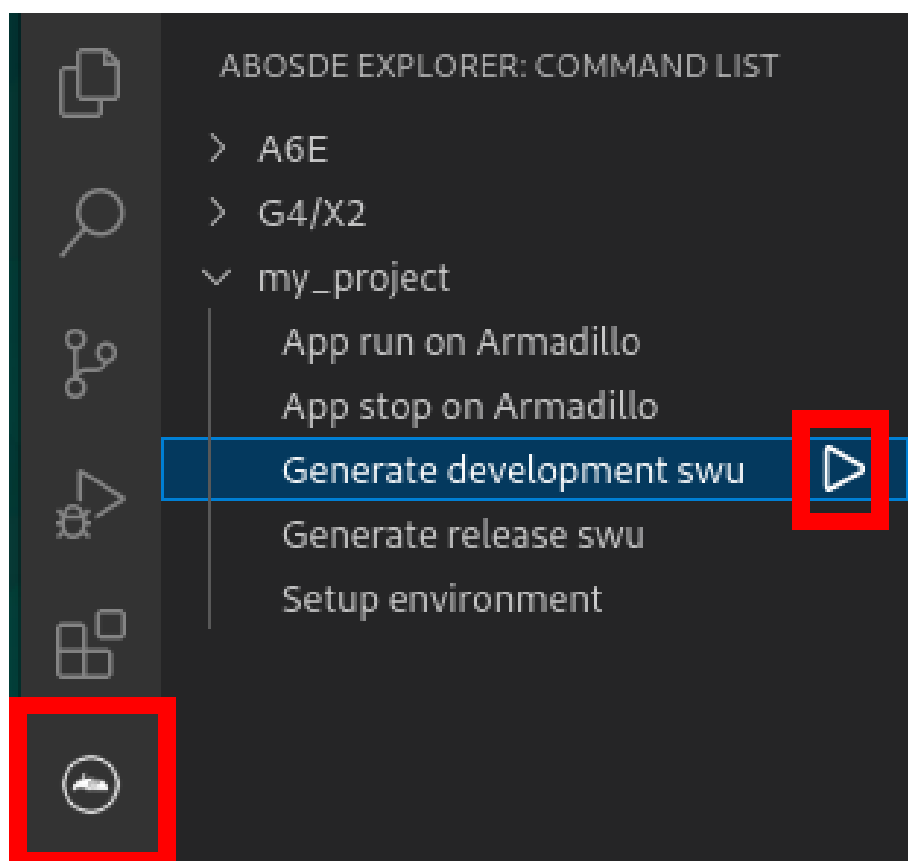 ABOSDE EXPLORER: COMMAND LIST
A6E
G4/X2
my_project
App run on Armadillo
App stop on Armadillo
Generate development swu
Generate release swu
Setup environment